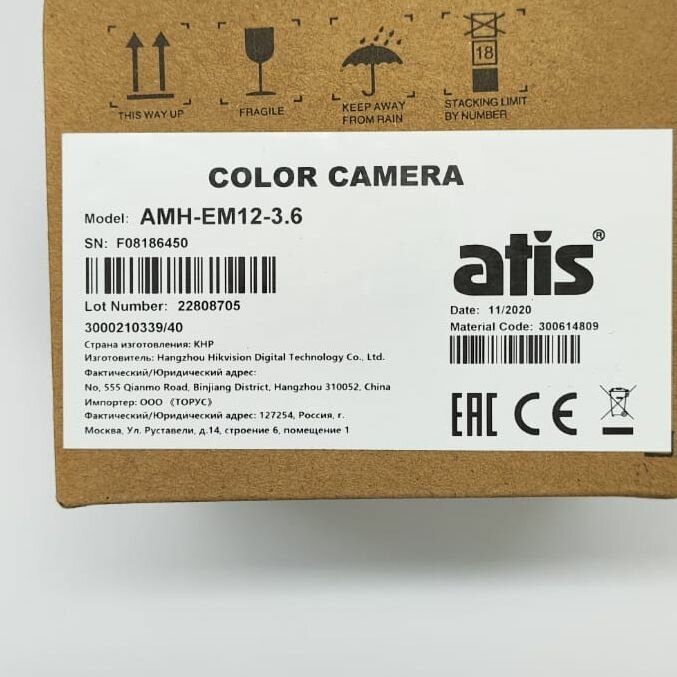 THIS WAY UP
FRAGILE
KEEP AWAY
FROM RAIN
18
STACKING LIMIT
BY NUMBER
COLOR CAMERA
Model: AMH-EM12-3.6
SN: F08186450
Lot Number: 22808705
3000210339/40
Страна изготовления: КНР
Изготовитель: Hangzhou Hikvision Digital Technology Co., Ltd.
Фактический/Юридический адрес:
No, 555 Qianmo Road, Binjiang District, Hangzhou 310052, China
Импортер: ООО 《ТОРУС》
Фактический/Юридический адрес: 127254, Россия, г.
Москва, Ул. Руставели, д.14, строение 6, помещение 1
atis®
Date: 11/2020
Material Code: 300614809
EAC CE